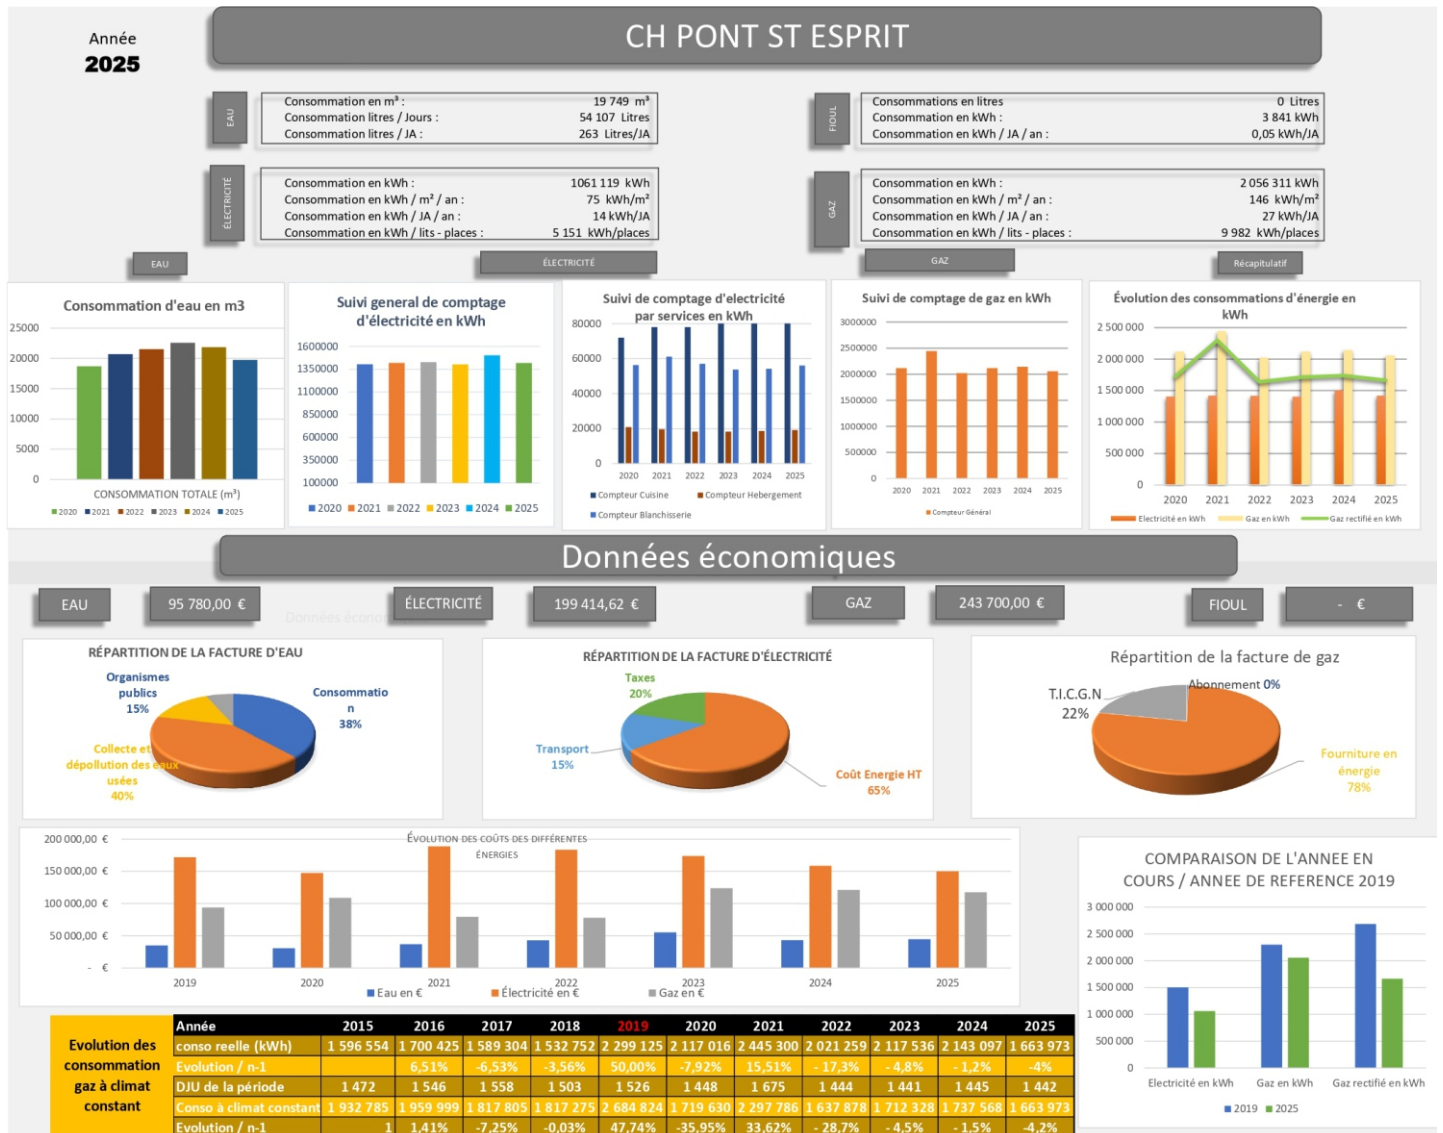 Année
2025
CH PONT ST ESPRIT
EAU
Consommation en m³ : 19 749 m³
Consommation litres / Jours : 54 107 Litres
Consommation litres / JA : 263 Litres/JA
FIOUL
Consommations en litres 0 Litres
Consommation en kWh : 3 841 kWh
Consommation en kWh / JA / an : 0,05 kWh/JA
ÉLECTRICITÉ
Consommation en kWh : 1061 119 kWh
Consommation en kWh / m² / an : 75 kWh/m²
Consommation en kWh / JA / an : 14 kWh/JA
Consommation en kWh / lits - places : 5 151 kWh/places
GAZ
Consommation en kWh : 2 056 311 kWh
Consommation en kWh / m² / an : 146 kWh/m²
Consommation en kWh / JA / an : 27 kWh/JA
Consommation en kWh / lits - places : 9 982 kWh/places
EAU
ÉLECTRICITÉ
GAZ
Récapitulatif
Consommation d'eau en m3
25000
20000
15000
10000
5000
0
CONSOMMATION TOTALE (m³)
2020 2021 2022 2023 2024 2025
Suivi general de comptage
d'électricité en kWh
1600000
1350000
1100000
850000
600000
350000
100000
2020 2021 2022 2023 2024 2025
Suivi de comptage d'electricité
par services en kWh
80000
60000
40000
20000
0
2020 2021 2022 2023 2024 2025
Compteur Cuisine Compteur Hebergement
Compteur Blanchisserie
Suivi de comptage de gaz en kWh
3000000
2500000
2000000
1500000
1000000
500000
0
2020 2021 2022 2023 2024 2025
Compteur Général
Évolution des consommations d'énergie en
kWh
2 500 000
2 000 000
1 500 000
1 000 000
500 000
0
2020 2021 2022 2023 2024 2025
Electricité en kWh Gaz en kWh Gaz rectifié en kWh
Données économiques
EAU 95 780,00 € ÉLECTRICITÉ 199 414,62 € GAZ 243 700,00 € FIOUL - €
RÉPARTITION DE LA FACTURE D'EAU
Organismes
publics
15%
Consommatio
n
38%
Collecte et
dépollution des eaux
usées
40%
RÉPARTITION DE LA FACTURE D'ÉLECTRICITÉ
Taxes
20%
Transport
15%
Coût Energie HT
65%
Répartition de la facture de gaz
Abonnement 0%
T.I.C.G.N
22%
Fourniture en
énergie
78%
ÉVOLUTION DES COÛTS DES DIFFÉRENTES
ÉNERGIES
200 000,00 €
150 000,00 €
100 000,00 €
50 000,00 €
- €
2019 2020 2021 2022 2023 2024 2025
Eau en € Électricité en € Gaz en €
COMPARAISON DE L'ANNEE EN
COURS / ANNEE DE REFERENCE 2019
3 000 000
2 500 000
2 000 000
1 500 000
1 000 000
500 000
0
Electricité en kWh Gaz en kWh Gaz rectifié en kWh
2019 2025
Evolution des
consommation
gaz à climat
constant
Année 2015 2016 2017 2018 2019 2020 2021 2022 2023 2024 2025
conso reelle (kWh) 1 596 554 1 700 425 1 589 304 1 532 752 2 299 125 2 117 016 2 445 300 2 021 259 2 117 536 2 143 097 1 663 973
Evolution / n-1 6,51% -6,53% -3,56% 50,00% -7,92% 15,51% - 17,3% - 4,8% - 1,2% -4%
DJU de la période 1 472 1 546 1 558 1 503 1 526 1 448 1 675 1 444 1 441 1 445 1 442
Conso à climat constant 1 932 785 1 959 999 1 817 805 1 817 275 2 684 824 1 719 630 2 297 786 1 637 878 1 712 328 1 737 568 1 663 973
Evolution / n-1 1 1,41% -7,25% -0,03% 47,74% -35,95% 33,62% - 28,7% - 4,5% - 1,5% -4,2%